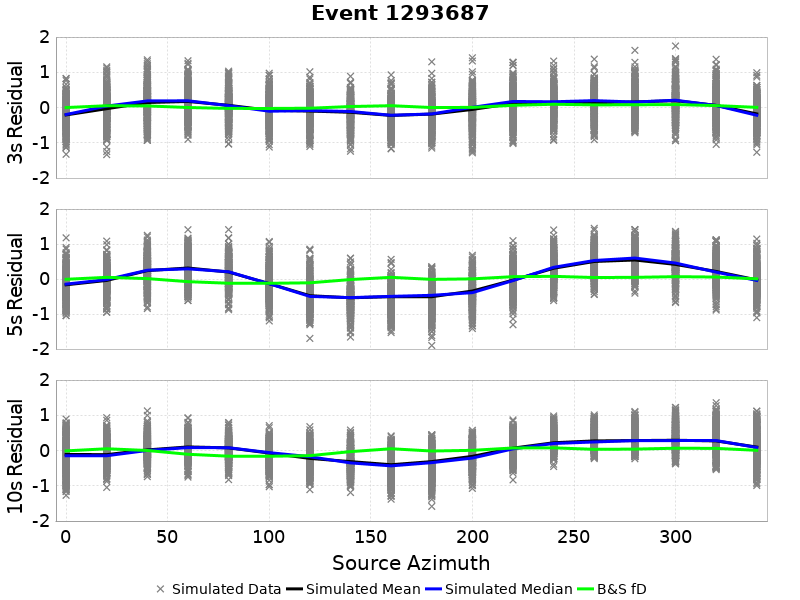 Event 1293687
3s Residual
2
1
0
-1
-2
5s Residual
2
1
0
-1
-2
10s Residual
2
1
0
-1
-2
0 50 100 150 200 250 300
Source Azimuth
Simulated Data Simulated Mean Simulated Median B&S fD